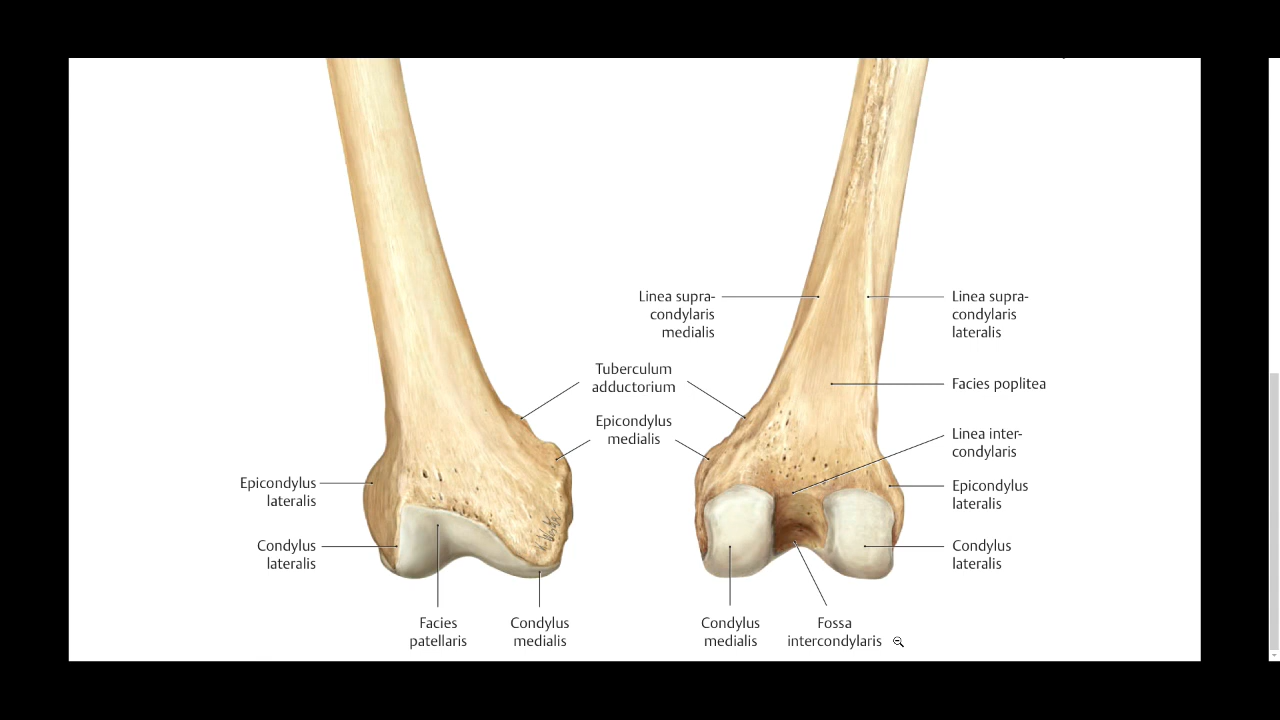 Linea supra-
condylaris
medialis
Linea supra-
condylaris
lateralis
Tuberculum
adductorium
Facies poplitea
Epicondylus
medialis
Linea inter-
condylaris
Epicondylus
lateralis
Epicondylus
lateralis
Condylus
lateralis
Condylus
lateralis
Facies
patellaris
Condylus
medialis
Condylus
medialis
Fossa
intercondylaris